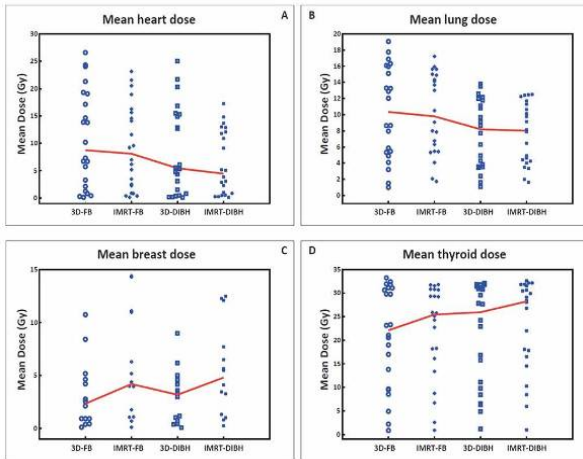 Mean heart dose
A
Mean Dose (Gy)
30
25
20
15
10
5
0
3D-FB
IMRT-FB
3D-DIBH
IMRT-DIBH
Mean lung dose
B
Mean Dose (Gy)
20
18
16
14
12
10
8
6
4
2
0
3D-FB
IMRT-FB
3D-DIBH
IMRT-DIBH
Mean breast dose
C
Mean Dose (Gy)
15
10
5
0
3D-FB
IMRT-FB
3D-DIBH
IMRT-DIBH
Mean thyroid dose
D
Mean Dose (Gy)
35
30
25
20
15
10
5
0
3D-FB
IMRT-FB
3D-DIBH
IMRT-DIBH